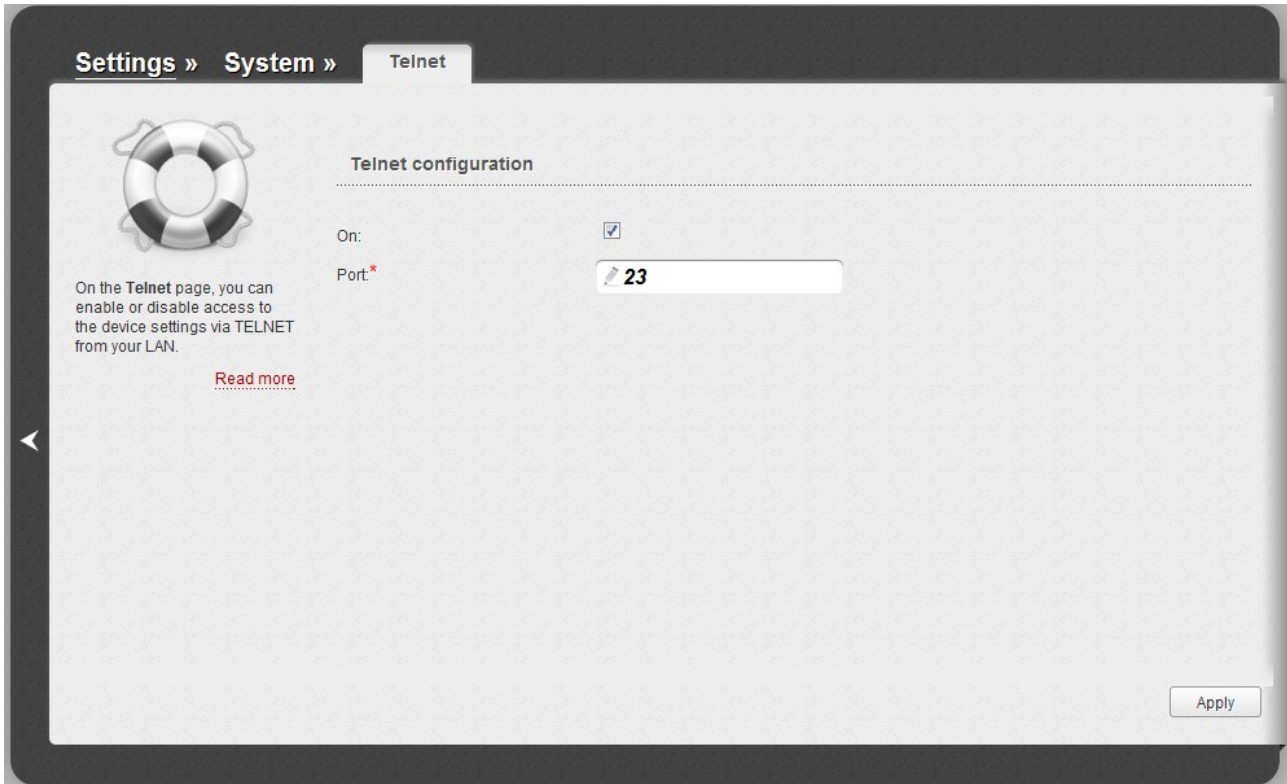 Settings » System » Telnet
Telnet configuration
On:
Port:* 23
On the Telnet page, you can
enable or disable access to
the device settings via TELNET
from your LAN.
Read more
Apply